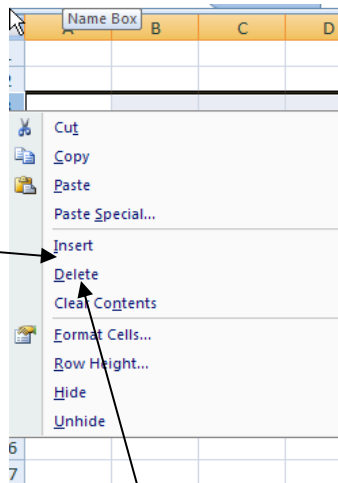 Name Box
A B C D
Cut
Copy
Paste
Paste Special...
Insert
Delete
Clear Contents
Format Cells...
Row Height...
Hide
Unhide
6
7